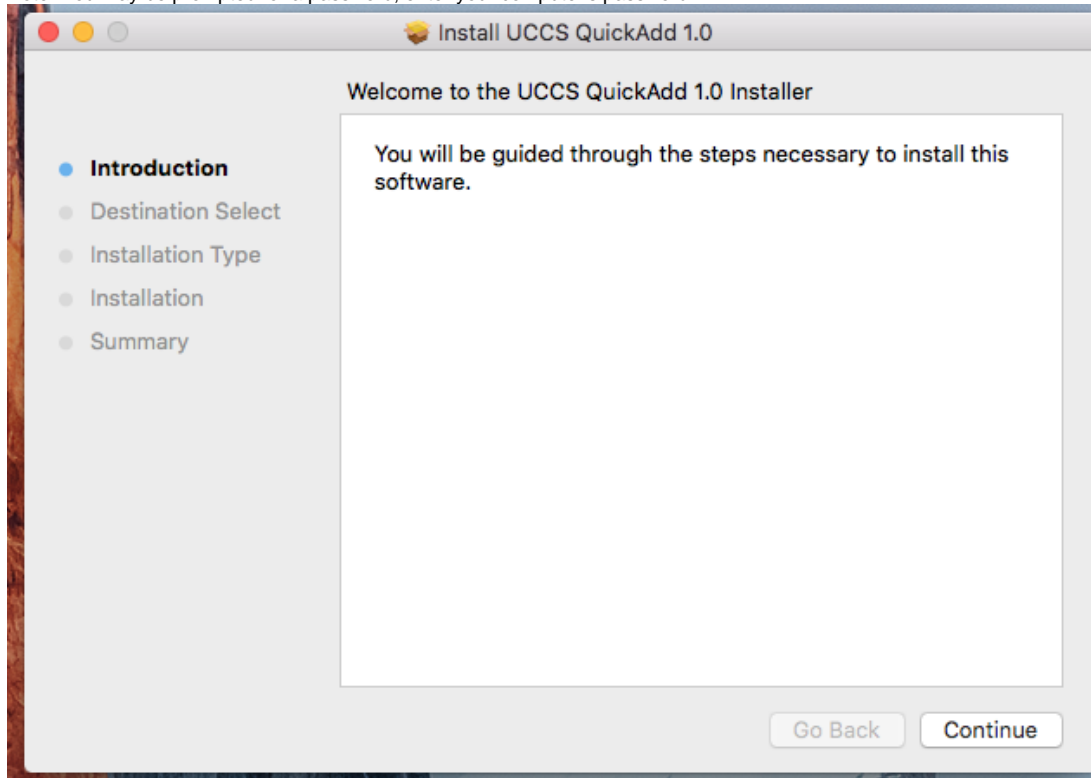 Install UCCS QuickAdd 1.0
Welcome to the UCCS QuickAdd 1.0 Installer
Introduction
Destination Select
Installation Type
Installation
Summary
You will be guided through the steps necessary to install this
software.
Go Back
Continue